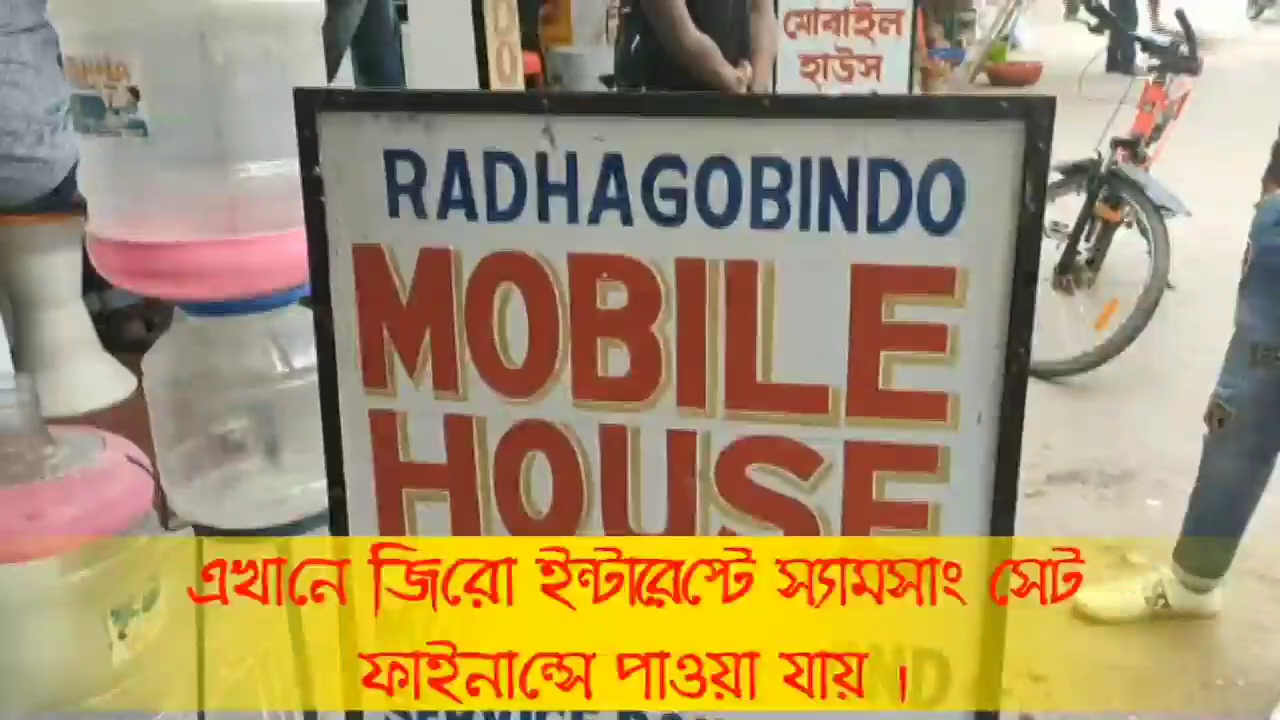 মোবাইল
হাউস
RADHAGOBINDO
MOBILE
HOUSE
এখানে জিরো ইন্টারেস্টে স্যামসাং সেট
ফাইনান্সে পাওয়া যায় ।